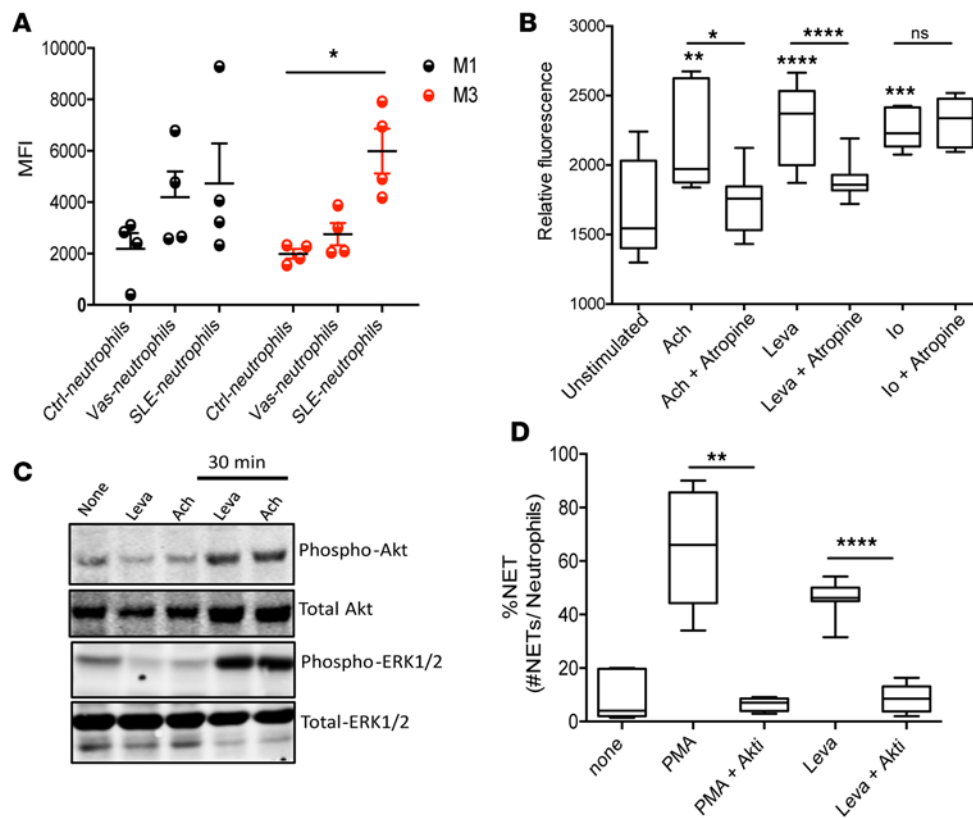 A
MFI
10000
8000
6000
4000
2000
0
*
M1
M3
Ctrl-neutrophils
Vas-neutrophils
SLE-neutrophils
Ctrl-neutrophils
Vas-neutrophils
SLE-neutrophils
B
Relative fluorescence
3000
2500
2000
1500
1000
*
**
****
****
ns
***
Unstimulated
Ach
Ach + Atropine
Leva
Leva + Atropine
Io
Io + Atropine
C
30 min
None
Leva
Ach
Leva
Ach
Phospho-Akt
Total Akt
Phospho-ERK1/2
Total-ERK1/2
D
%NET
(#NETs/ Neutrophils)
100
80
60
40
20
0
**
****
none
PMA
PMA + Akti
Leva
Leva + Akti